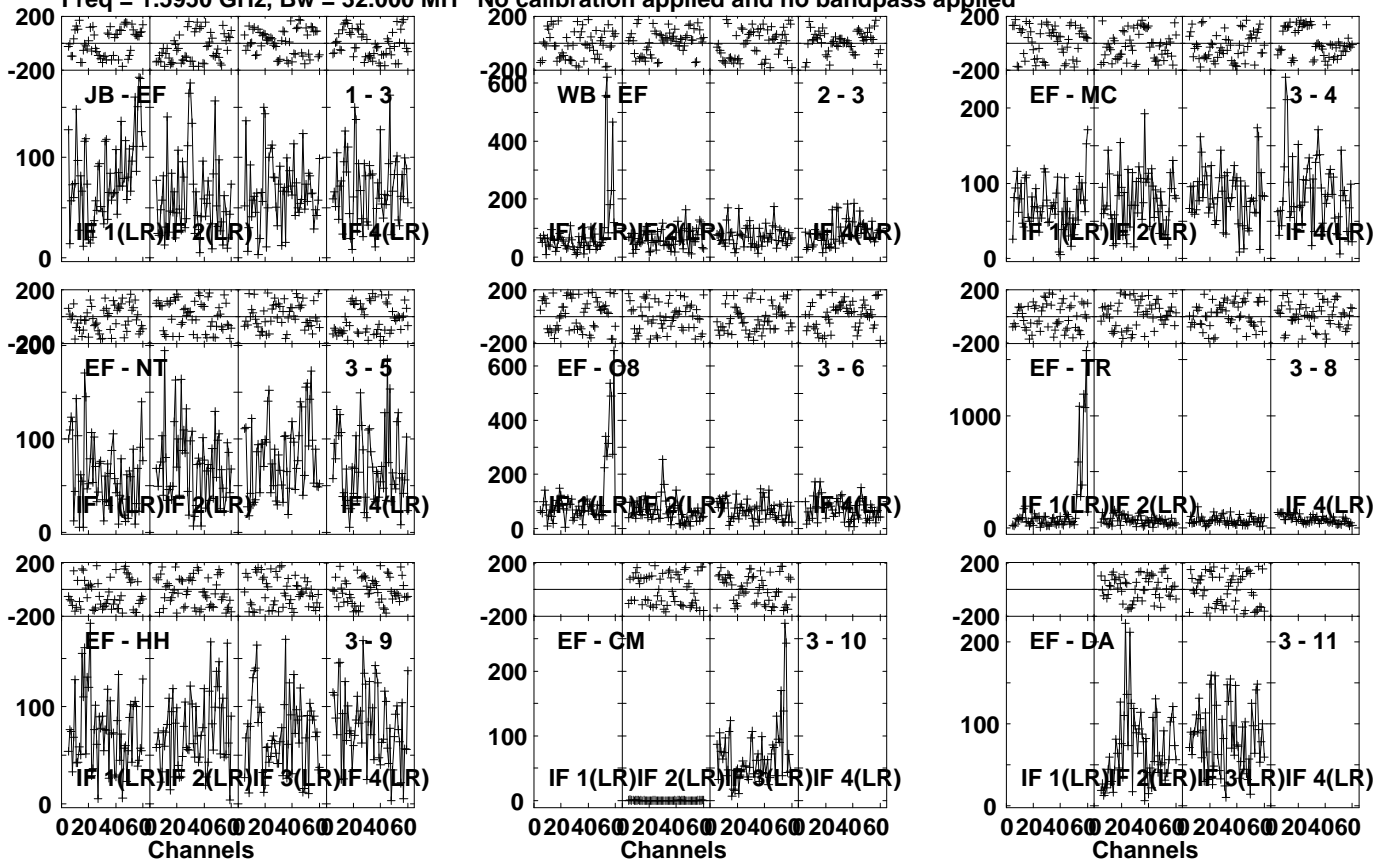 Freq = 1.5950 GHz, Bw = 32.000 MH No calibration applied and no bandpass applied
200
-200
JB - EF 1 - 3
100
0
IF 1(LR) IF 2(LR) IF 4(LR)
200
-200
600
WB - EF 2 - 3
400
200
0
IF 1(LR) IF 2(LR) IF 4(LR)
200
-200
EF - MC 3 - 4
200
100
0
IF 1(LR) IF 2(LR) IF 4(LR)
200
-200
200
EF - NT 3 - 5
100
0
IF 1(LR) IF 2(LR) IF 4(LR)
200
-200
600
EF - O8 3 - 6
400
200
0
IF 1(LR) IF 2(LR) IF 4(LR)
200
-200
EF - TR 3 - 8
1000
0
IF 1(LR) IF 2(LR) IF 4(LR)
200
-200
EF - HH 3 - 9
100
0
IF 1(LR) IF 2(LR) IF 3(LR) IF 4(LR)
0 20 40 60 0 20 40 60 0 20 40 60 0 20 40 60
Channels
200
-200
EF - CM 3 - 10
200
100
0
IF 1(LR) IF 2(LR) IF 3(LR) IF 4(LR)
0 20 40 60 0 20 40 60 0 20 40 60 0 20 40 60
Channels
200
-200
EF - DA 3 - 11
200
100
0
IF 1(LR) IF 2(LR) IF 3(LR) IF 4(LR)
0 20 40 60 0 20 40 60 0 20 40 60 0 20 40 60
Channels